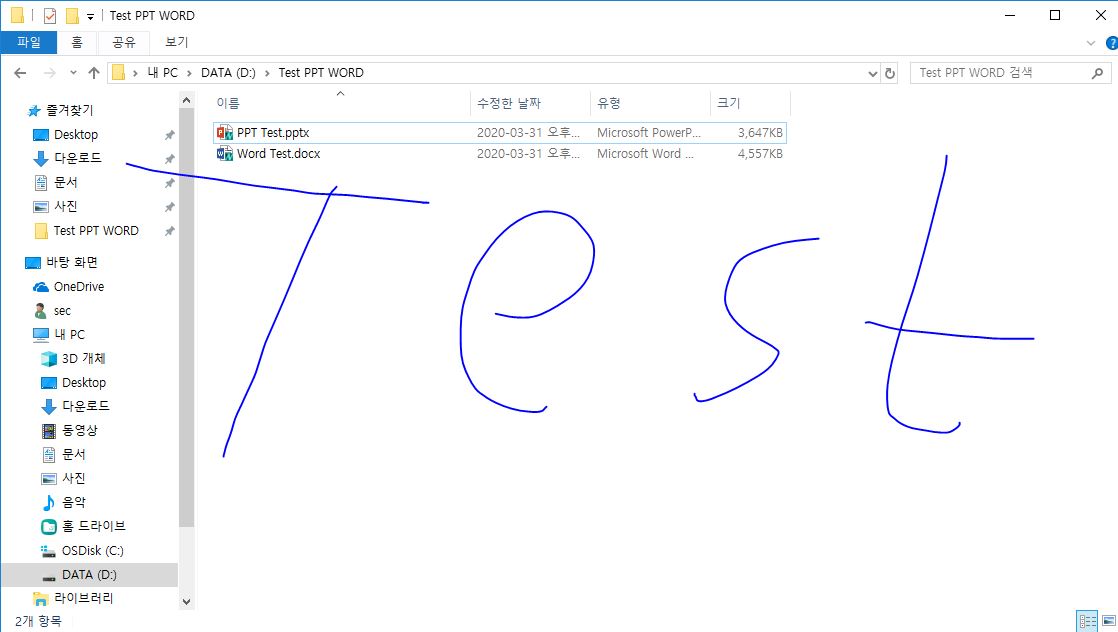 Test PPT WORD
파일 홈 공유 보기
내 PC > DATA (D:) > Test PPT WORD
Test PPT WORD 검색
즐겨찾기
Desktop
다운로드
문서
사진
Test PPT WORD
바탕 화면
OneDrive
sec
내 PC
3D 개체
Desktop
다운로드
동영상
문서
사진
음악
홈 드라이브
OSDisk (C:)
DATA (D:)
라이브러리
이름 수정한 날짜 유형 크기
PPT Test.pptx 2020-03-31 오후... Microsoft PowerP... 3,647KB
Word Test.docx 2020-03-31 오후... Microsoft Word ... 4,557KB
Test
2개 항목